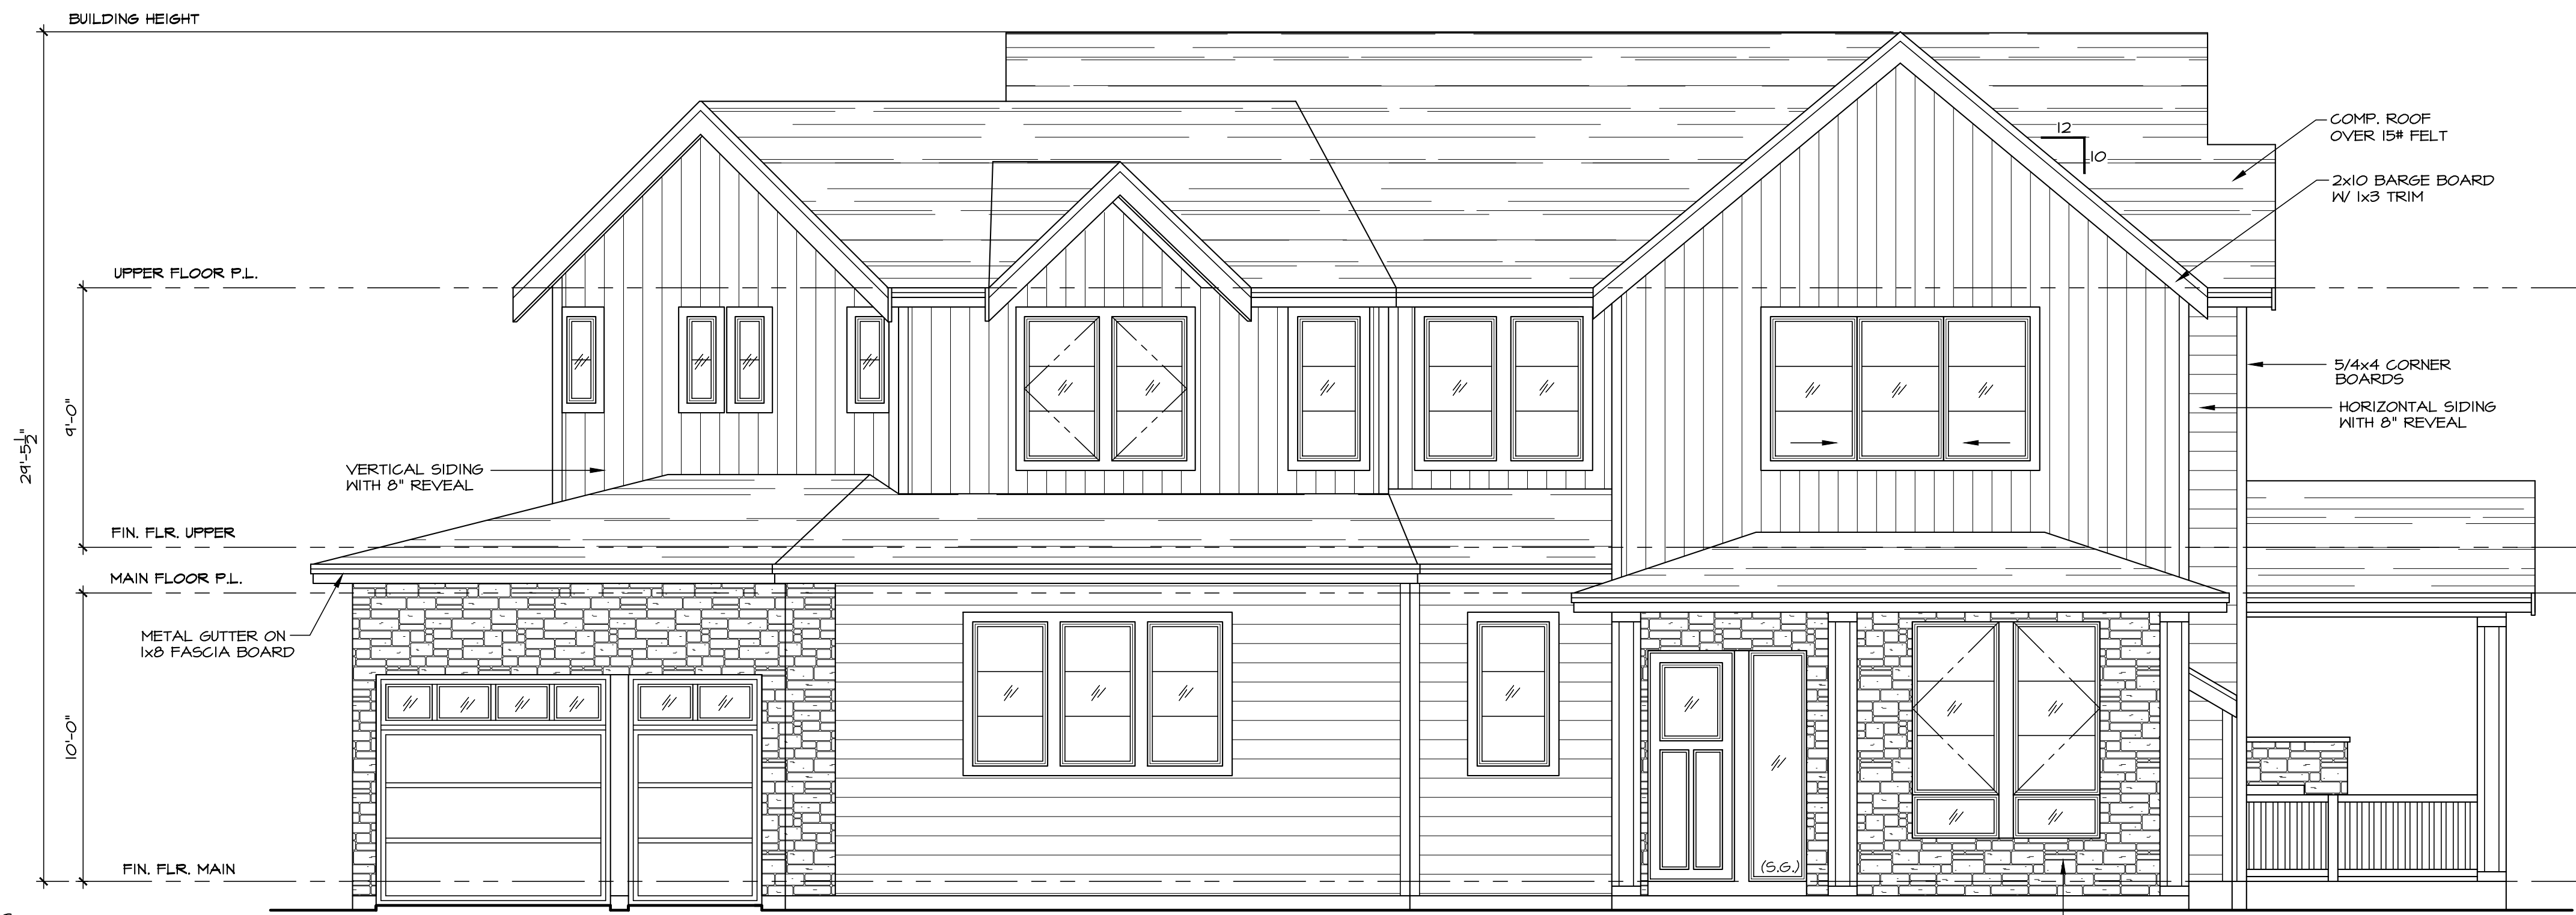 BUILDING HEIGHT
COMP. ROOF
OVER 15# FELT
12
10
2x10 BARGE BOARD
W/ 1x3 TRIM
UPPER FLOOR P.L.
5/4x4 CORNER
BOARDS
HORIZONTAL SIDING
WITH 8" REVEAL
9'-0"
29'-5 1/2"
VERTICAL SIDING
WITH 8" REVEAL
FIN. FLR. UPPER
MAIN FLOOR P.L.
METAL GUTTER ON
1x8 FASCIA BOARD
10'-0"
FIN. FLR. MAIN
(S.G.)